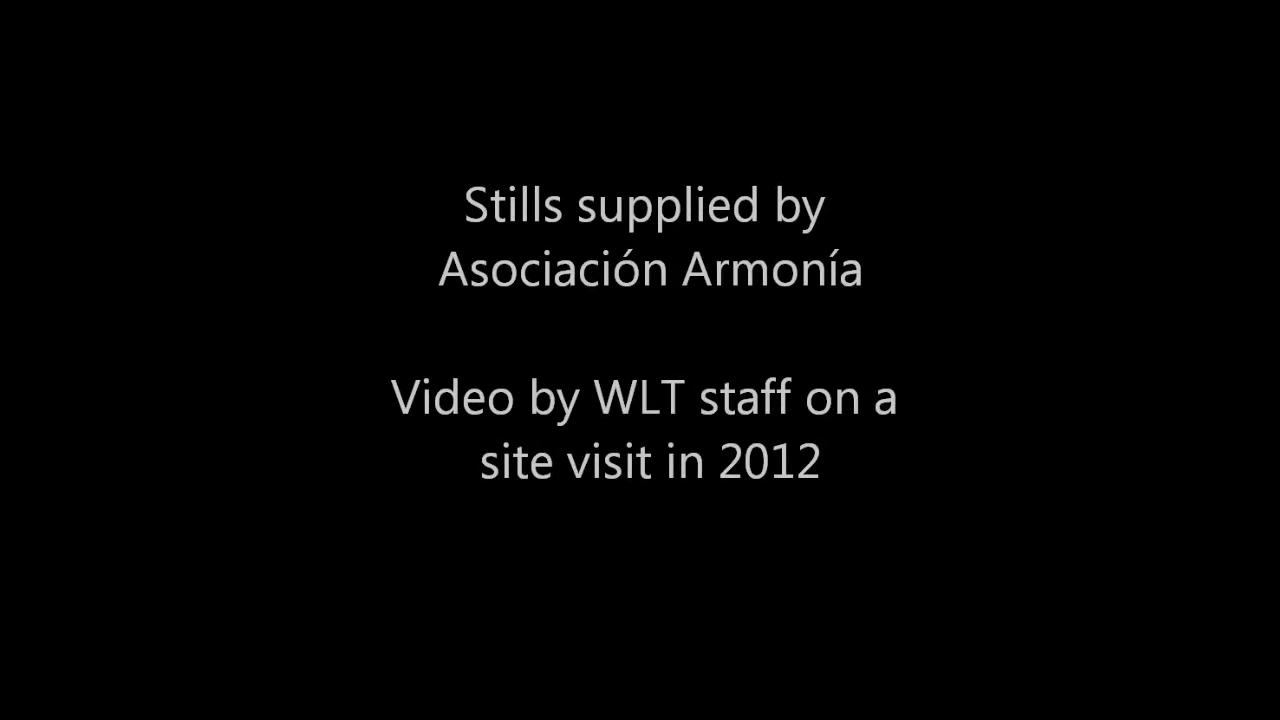 Stills supplied by
Asociación Armonía
Video by WLT staff on a
site visit in 2012